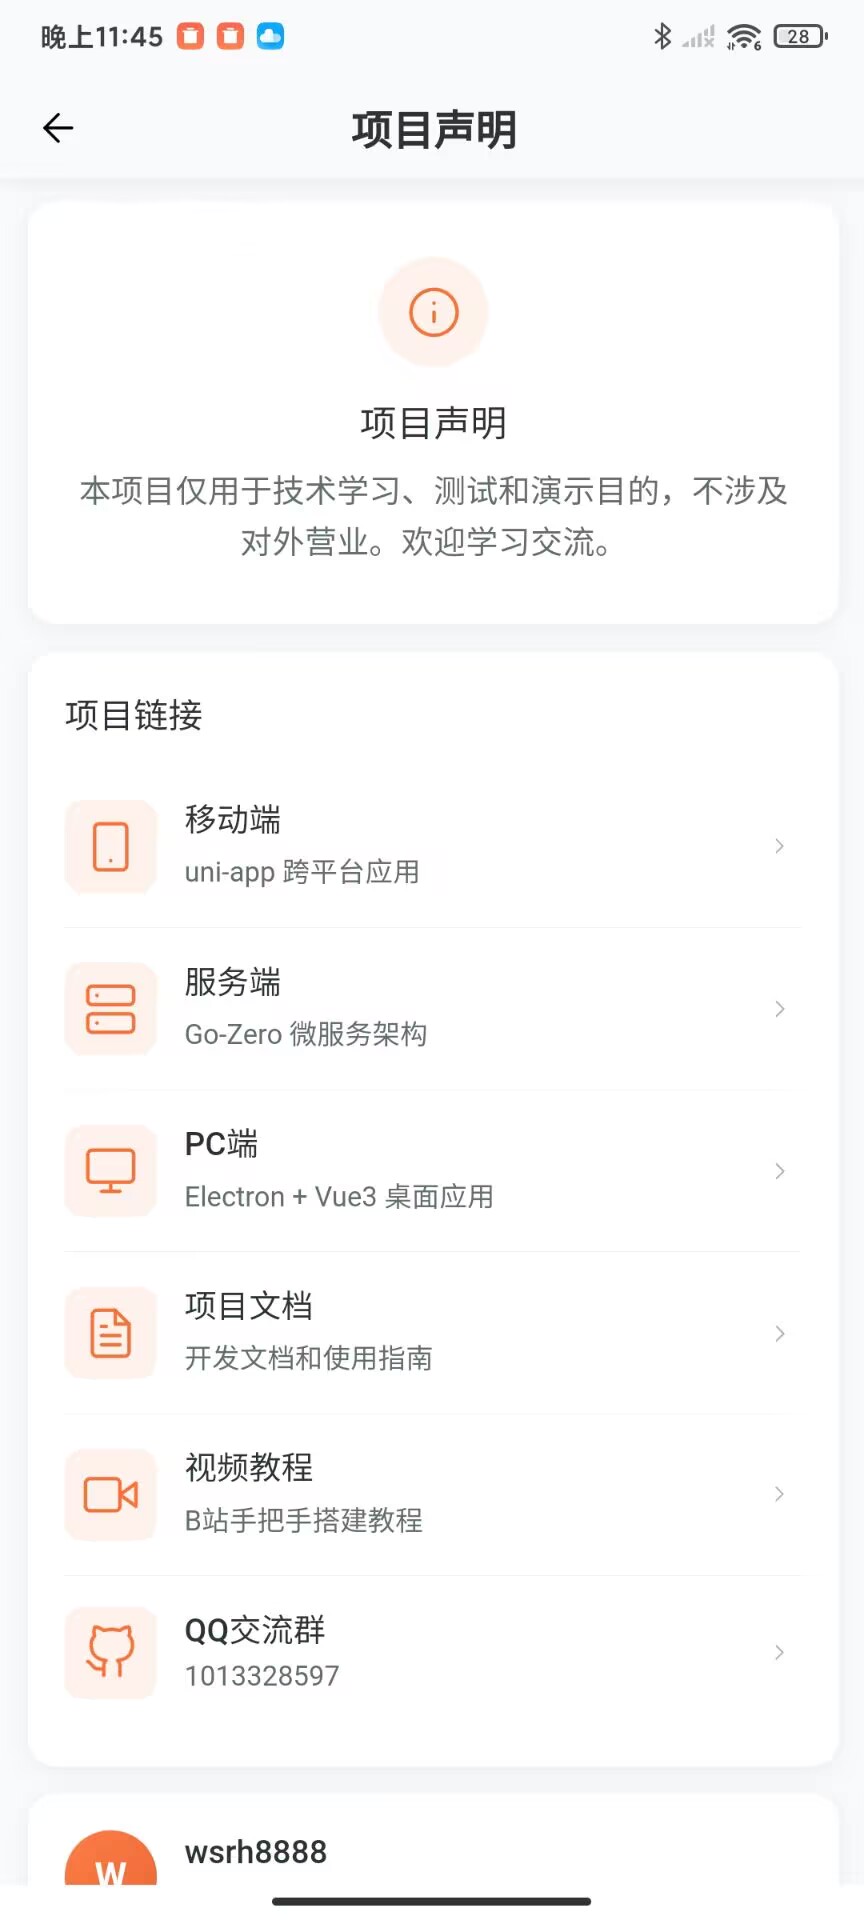 晚上11:45
6
28
项目声明
项目声明
本项目仅用于技术学习、测试和演示目的，不涉及
对外营业。欢迎学习交流。
项目链接
移动端
uni-app 跨平台应用
服务端
Go-Zero 微服务架构
PC端
Electron + Vue3 桌面应用
项目文档
开发文档和使用指南
视频教程
B站手把手搭建教程
QQ交流群
1013328597
wsrh8888
W